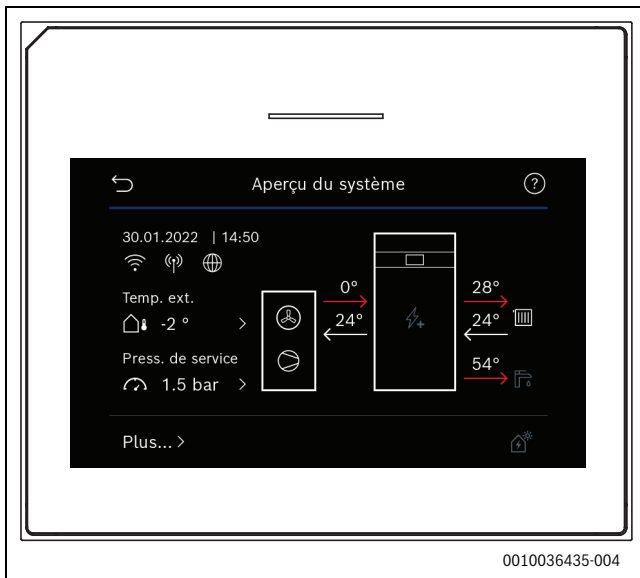 Aperçu du système
?
30.01.2022 | 14:50
Temp. ext.
-2 ° >
Press. de service
1.5 bar >
0° 28°
24° 24°
54°
Plus... >
0010036435-004